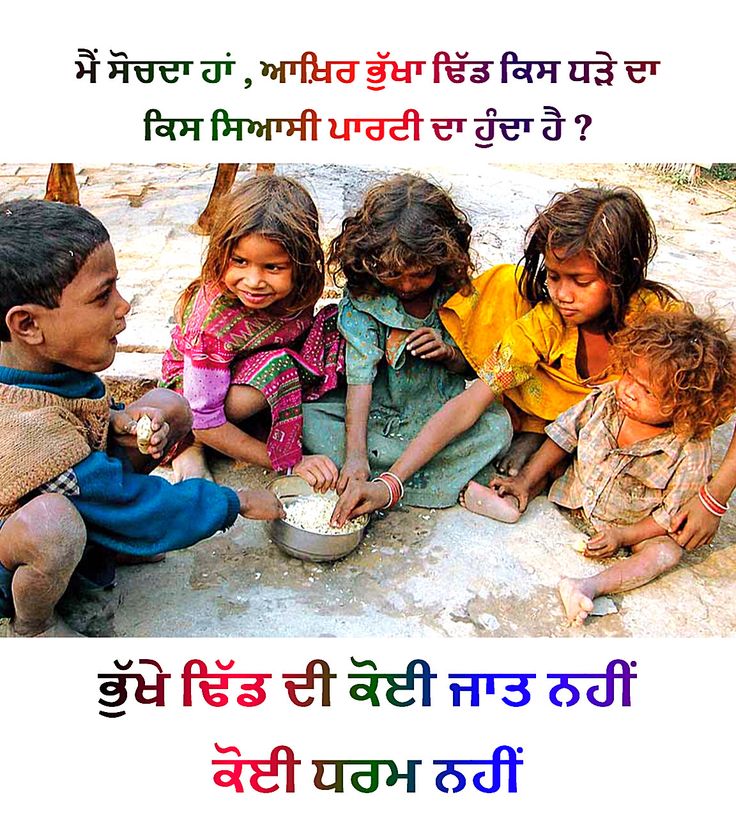 ਮੈਂ ਸੋਚਦਾ ਹਾਂ , ਆਖ਼ਿਰ ਭੁੱਖਾ ਢਿੱਡ ਕਿਸ ਧੜੇ ਦਾ
ਕਿਸ ਸਿਆਸੀ ਪਾਰਟੀ ਦਾ ਹੁੰਦਾ ਹੈ ?
ਭੁੱਖੇ ਢਿੱਡ ਦੀ ਕੋਈ ਜਾਤ ਨਹੀਂ
ਕੋਈ ਧਰਮ ਨਹੀਂ